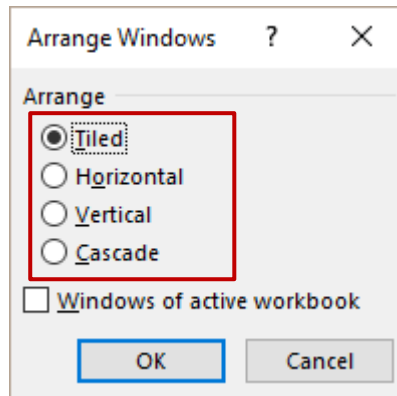 Arrange Windows ?
Arrange
Tiled
Horizontal
Vertical
Cascade
Windows of active workbook
OK Cancel